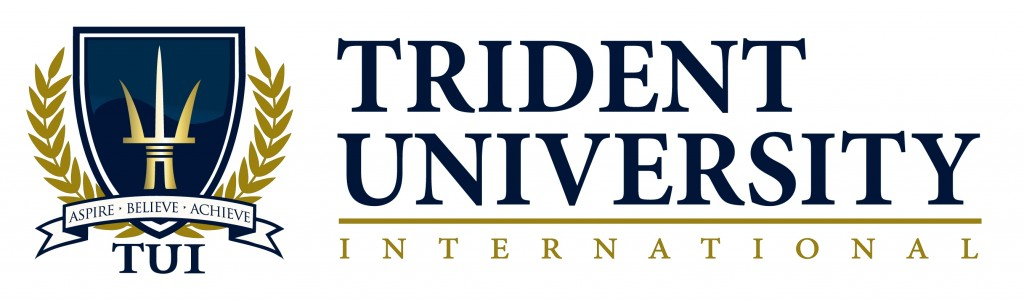 ASPIRE · BELIEVE · ACHIEVE
TUI
TRIDENT
UNIVERSITY
INTERNATIONAL